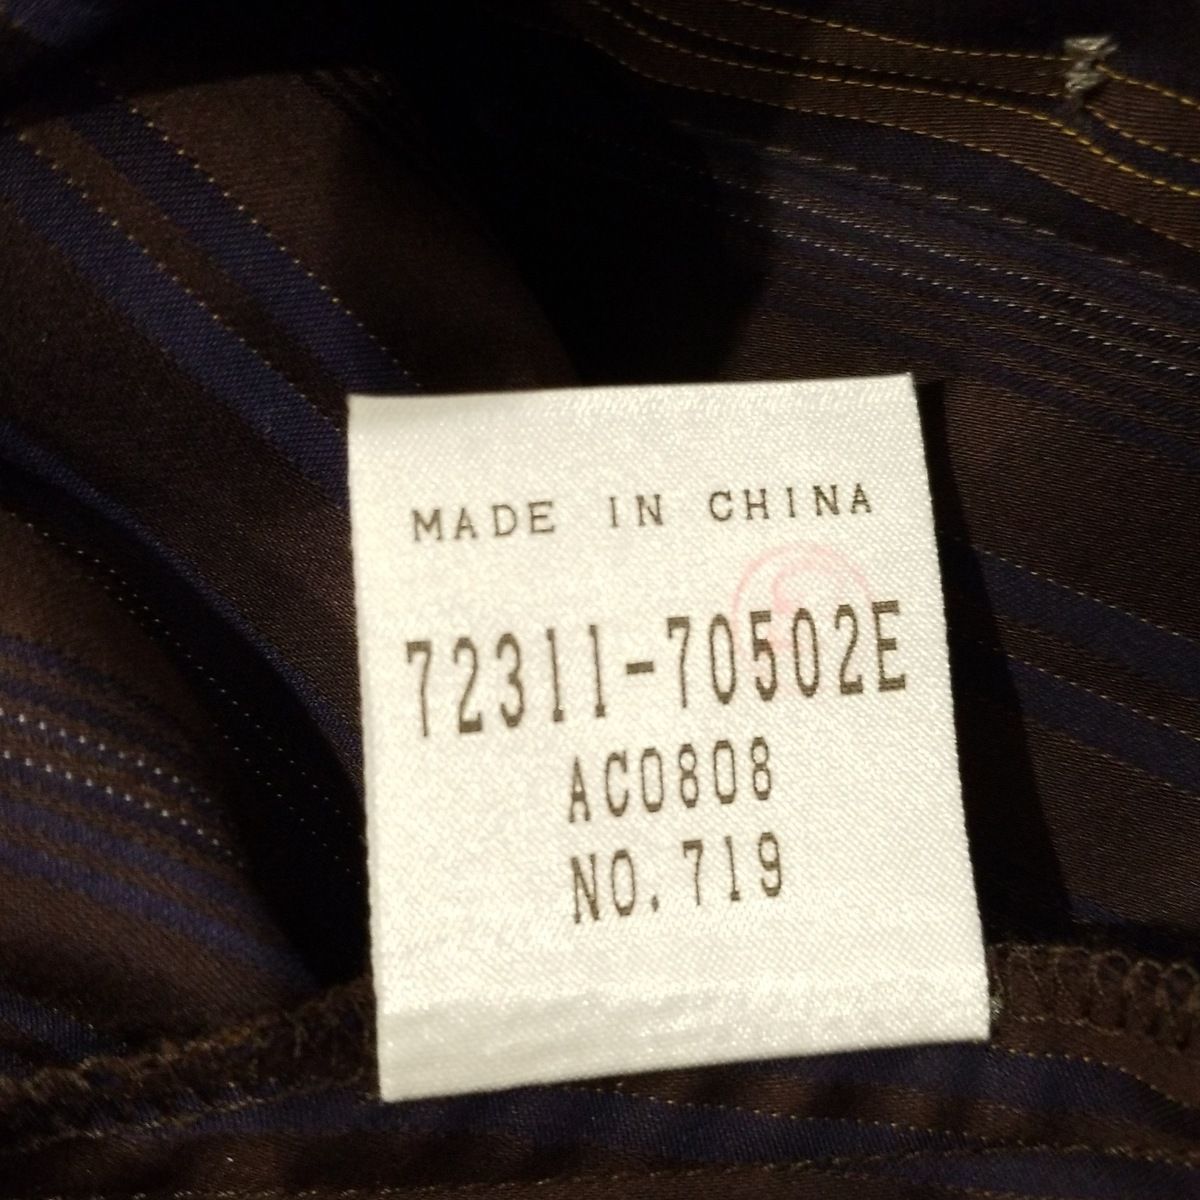 MADE IN CHINA
72311-70502E
AC0808
NO.719